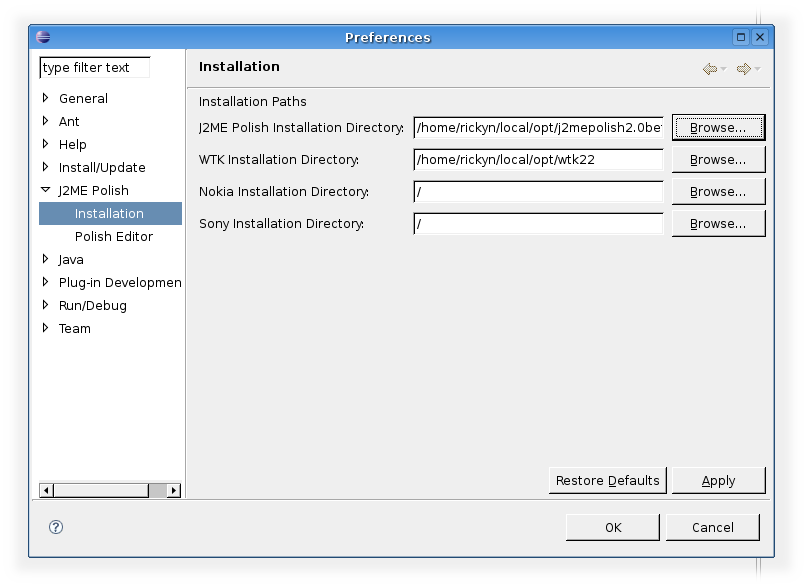 Preferences
type filter text
General
Ant
Help
Install/Update
J2ME Polish
Installation
Polish Editor
Java
Plug-in Developmen
Run/Debug
Team
Installation
Installation Paths
J2ME Polish Installation Directory: /home/rickyn/local/opt/j2mepolish2.0be Browse...
WTK Installation Directory: /home/rickyn/local/opt/wtk22 Browse...
Nokia Installation Directory: / Browse...
Sony Installation Directory: / Browse...
Restore Defaults Apply
? OK Cancel